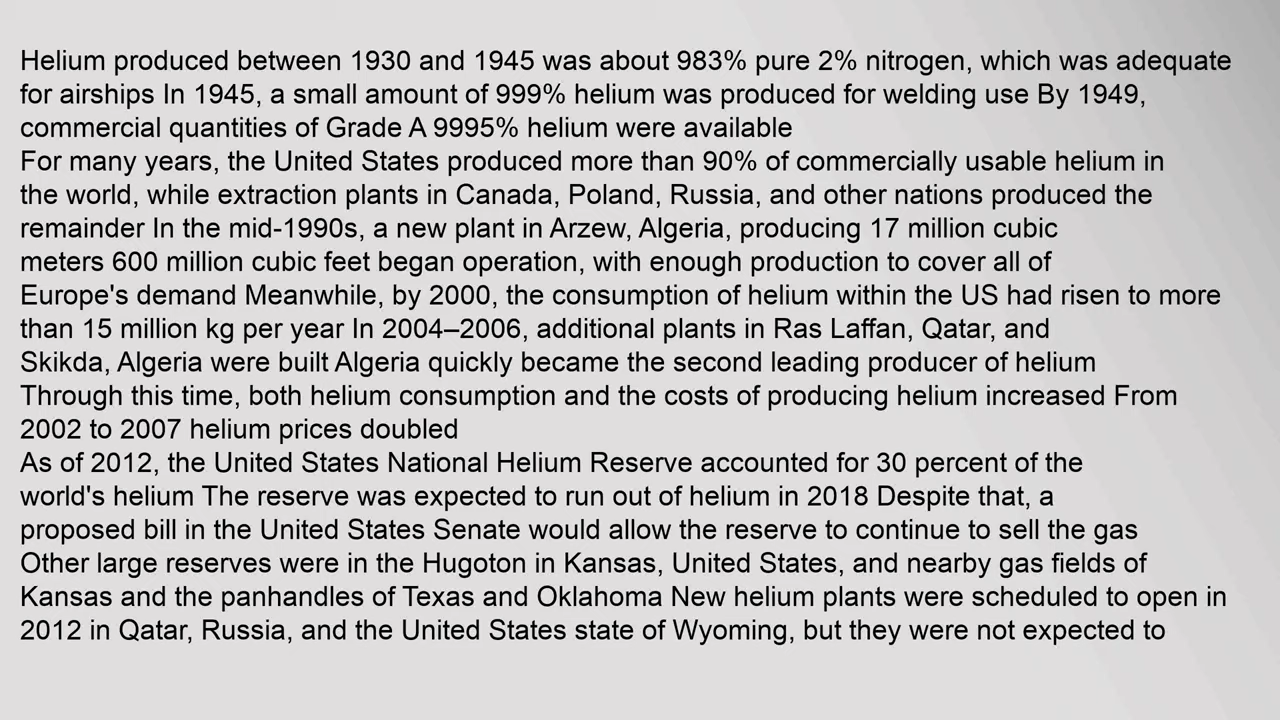 Helium produced between 1930 and 1945 was about 983% pure 2% nitrogen, which was adequate
for airships In 1945, a small amount of 999% helium was produced for welding use By 1949,
commercial quantities of Grade A 9995% helium were available
For many years, the United States produced more than 90% of commercially usable helium in
the world, while extraction plants in Canada, Poland, Russia, and other nations produced the
remainder In the mid-1990s, a new plant in Arzew, Algeria, producing 17 million cubic
meters 600 million cubic feet began operation, with enough production to cover all of
Europe's demand Meanwhile, by 2000, the consumption of helium within the US had risen to more
than 15 million kg per year In 2004–2006, additional plants in Ras Laffan, Qatar, and
Skikda, Algeria were built Algeria quickly became the second leading producer of helium
Through this time, both helium consumption and the costs of producing helium increased From
2002 to 2007 helium prices doubled
As of 2012, the United States National Helium Reserve accounted for 30 percent of the
world's helium The reserve was expected to run out of helium in 2018 Despite that, a
proposed bill in the United States Senate would allow the reserve to continue to sell the gas
Other large reserves were in the Hugoton in Kansas, United States, and nearby gas fields of
Kansas and the panhandles of Texas and Oklahoma New helium plants were scheduled to open in
2012 in Qatar, Russia, and the United States state of Wyoming, but they were not expected to